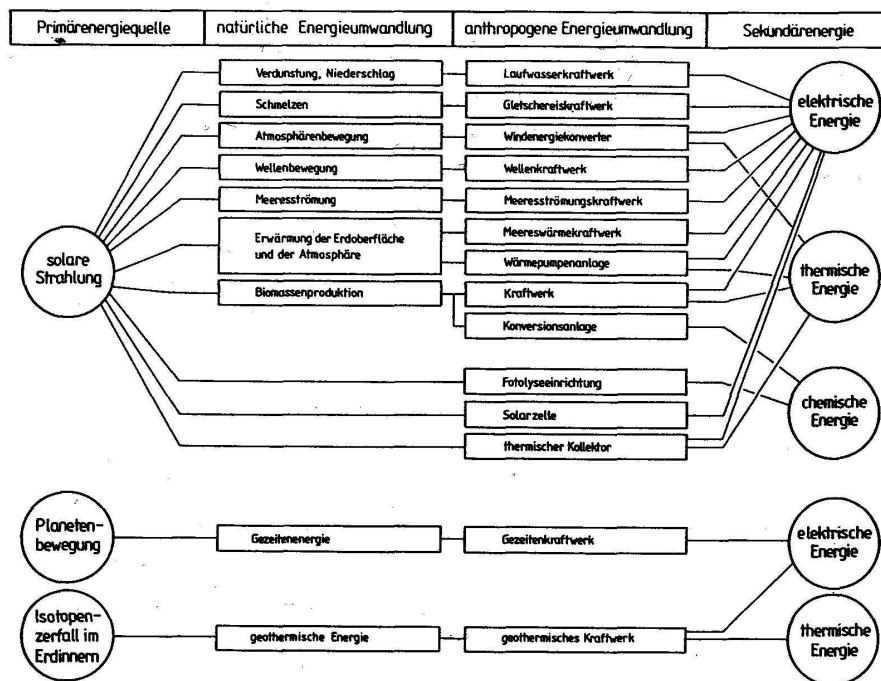 Primärenergiequelle
natürliche Energieumwandlung
anthropogene Energieumwandlung
Sekundärenergie
Verdunstung, Niederschlag
Laufwasserkraftwerk
Schmelzen
Gletschereiskraftwerk
Atmosphärenbewegung
Windenergiekonverter
Wellenbewegung
Wellenkraftwerk
Meeresströmung
Meeresströmungskraftwerk
Erwärmung der Erdoberfläche
und der Atmosphäre
Meereswärmekraftwerk
Wärmepumpenanlage
Biomassenproduktion
Kraftwerk
Konversionsanlage
Fotolyseeinrichtung
Solarzelle
thermischer Kollektor
solare
Strahlung
elektrische
Energie
thermische
Energie
chemische
Energie
Planeten-
bewegung
Gezeitenenergie
Gezeitenkraftwerk
elektrische
Energie
Isotopen-
zerfall im
Erdinnern
geothermische Energie
geothermisches Kraftwerk
thermische
Energie